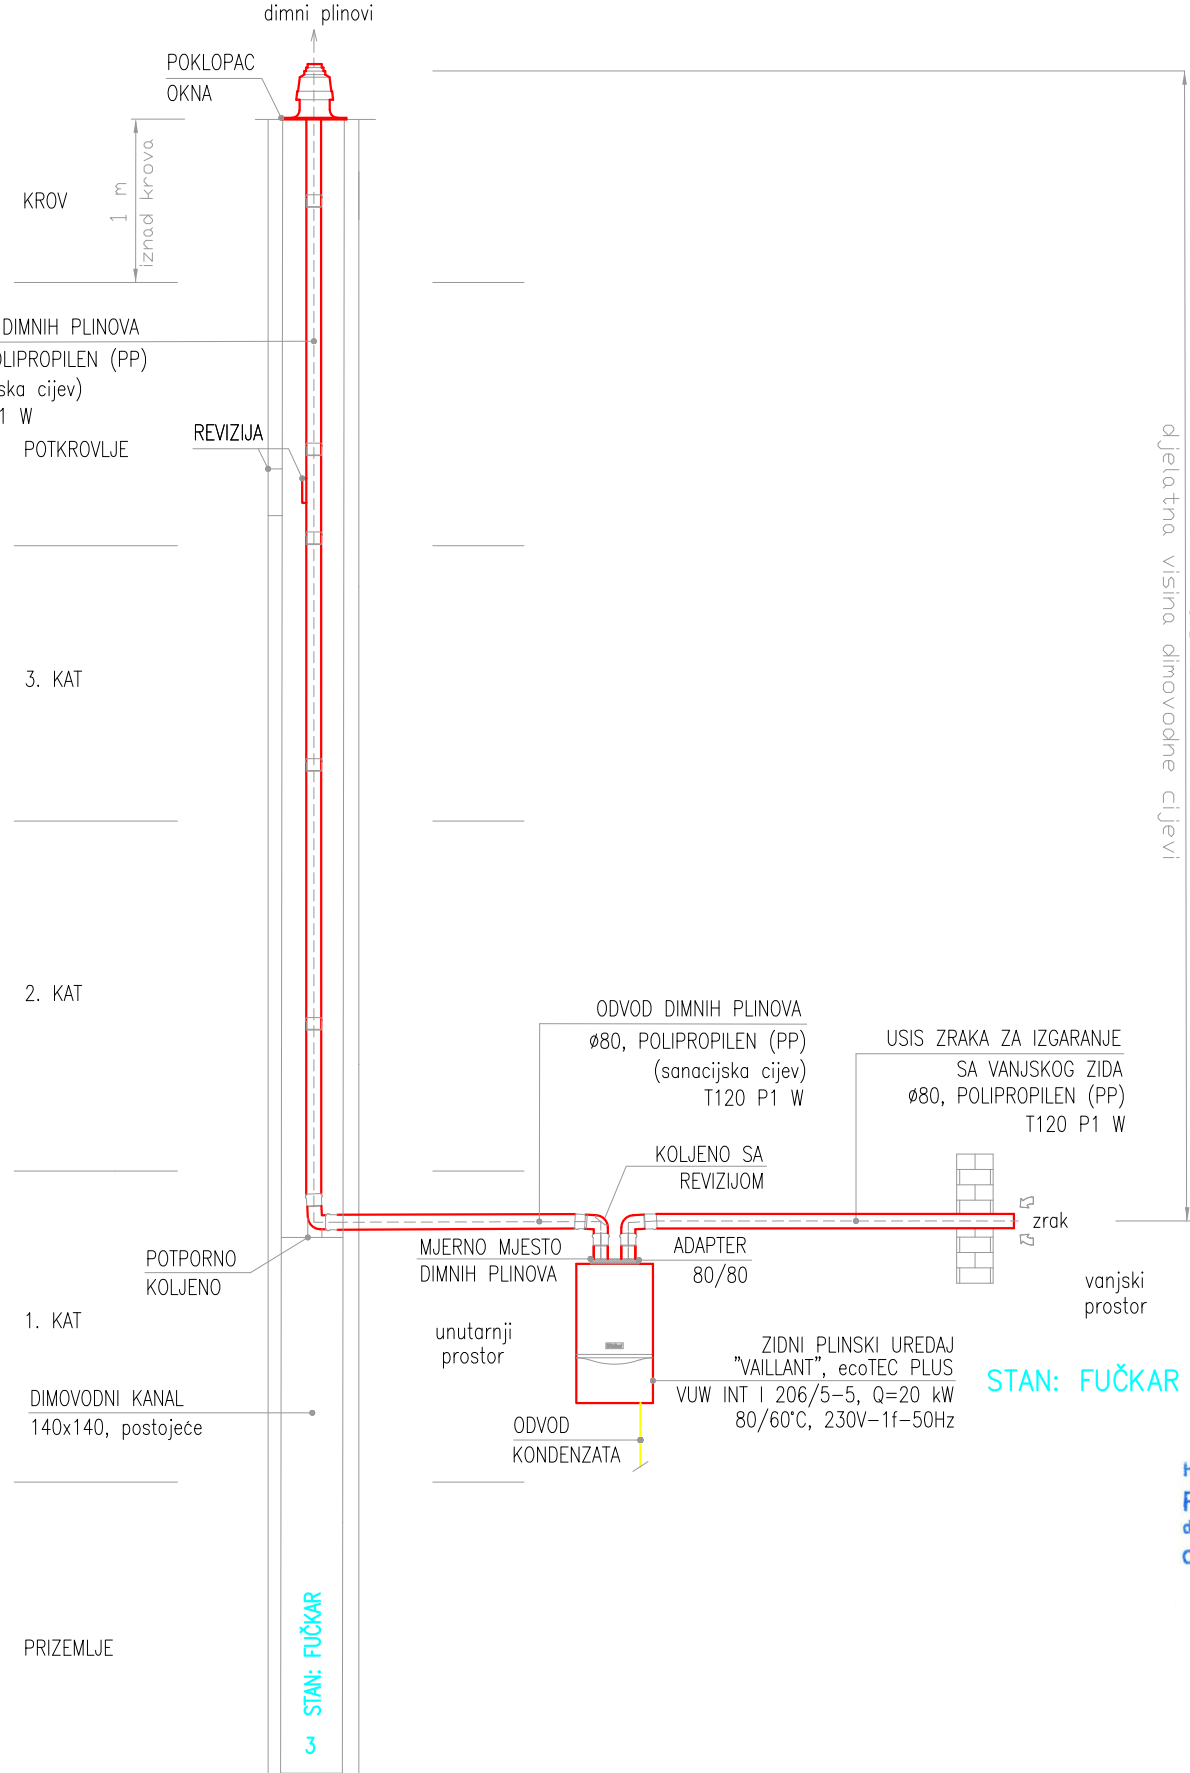 dimni plinovi
POKLOPAC
OKNA
1 m
iznad krova
KROV
DIMNIH PLINOVA
POLIPROPILEN (PP)
cijev)
W
POTKROVLJE
REVIZIJA
djelatna visina dimovodne cijevi
3. KAT
2. KAT
ODVOD DIMNIH PLINOVA
ø80, POLIPROPILEN (PP)
(sanacijska cijev)
T120 P1 W
USIS ZRAKA ZA IZGARANJE
SA VANJSKOG ZIDA
ø80, POLIPROPILEN (PP)
T120 P1 W
KOLJENO SA
REVIZIJOM
zrak
MJERNO MJESTO
DIMNIH PLINOVA
ADAPTER
80/80
POTPORNO
KOLJENO
vanjski
prostor
1. KAT
unutarnji
prostor
ZIDNI PLINSKI UREDAJ
"VAILLANT", ecoTEC PLUS
VUW INT I 206/5-5, Q=20 kW
80/60°C, 230V-1f-50Hz
STAN: FUČKAR
DIMOVODNI KANAL
140x140, postojeće
ODVOD
KONDENZATA
PRIZEMLJE
3 STAN: FUČKAR